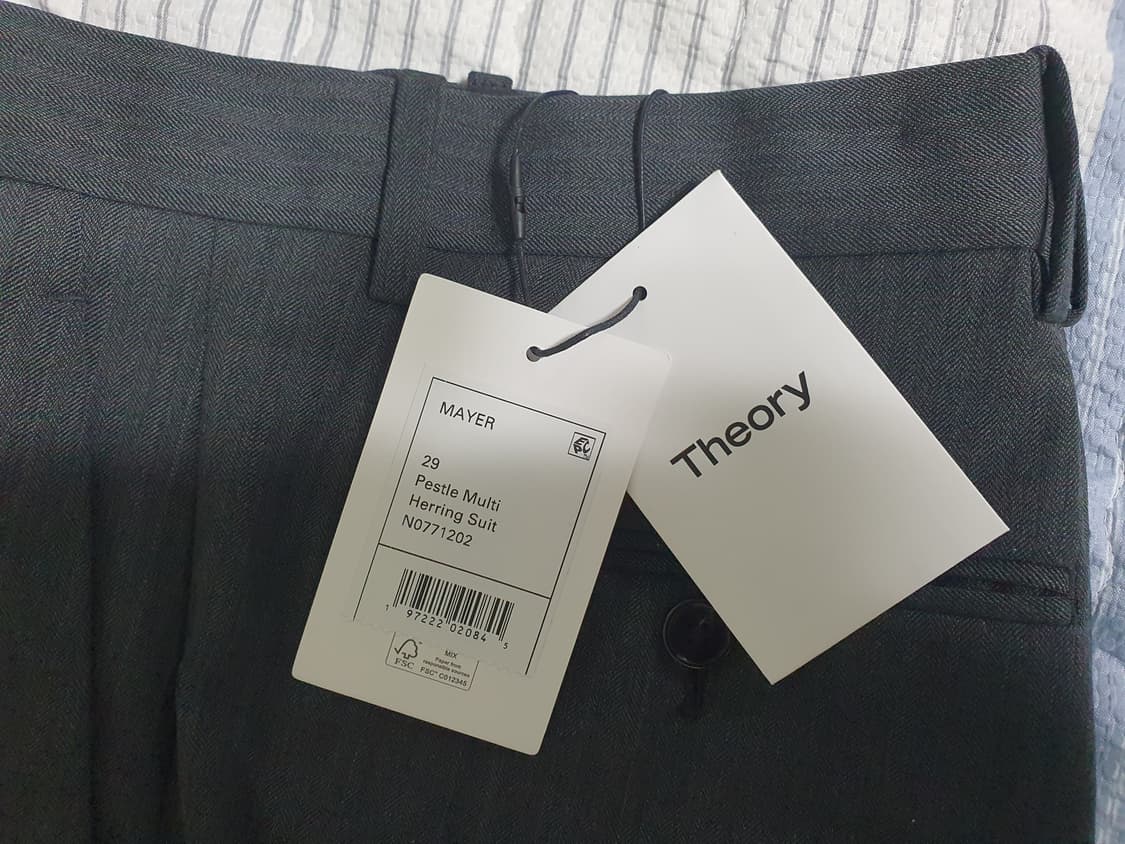 MAYER
29
Pestle Multi
Herring Suit
N0771202
1 97222 02084 5
FSC
MIX
Paper from
responsible sources
FSC™ C012345
Theory